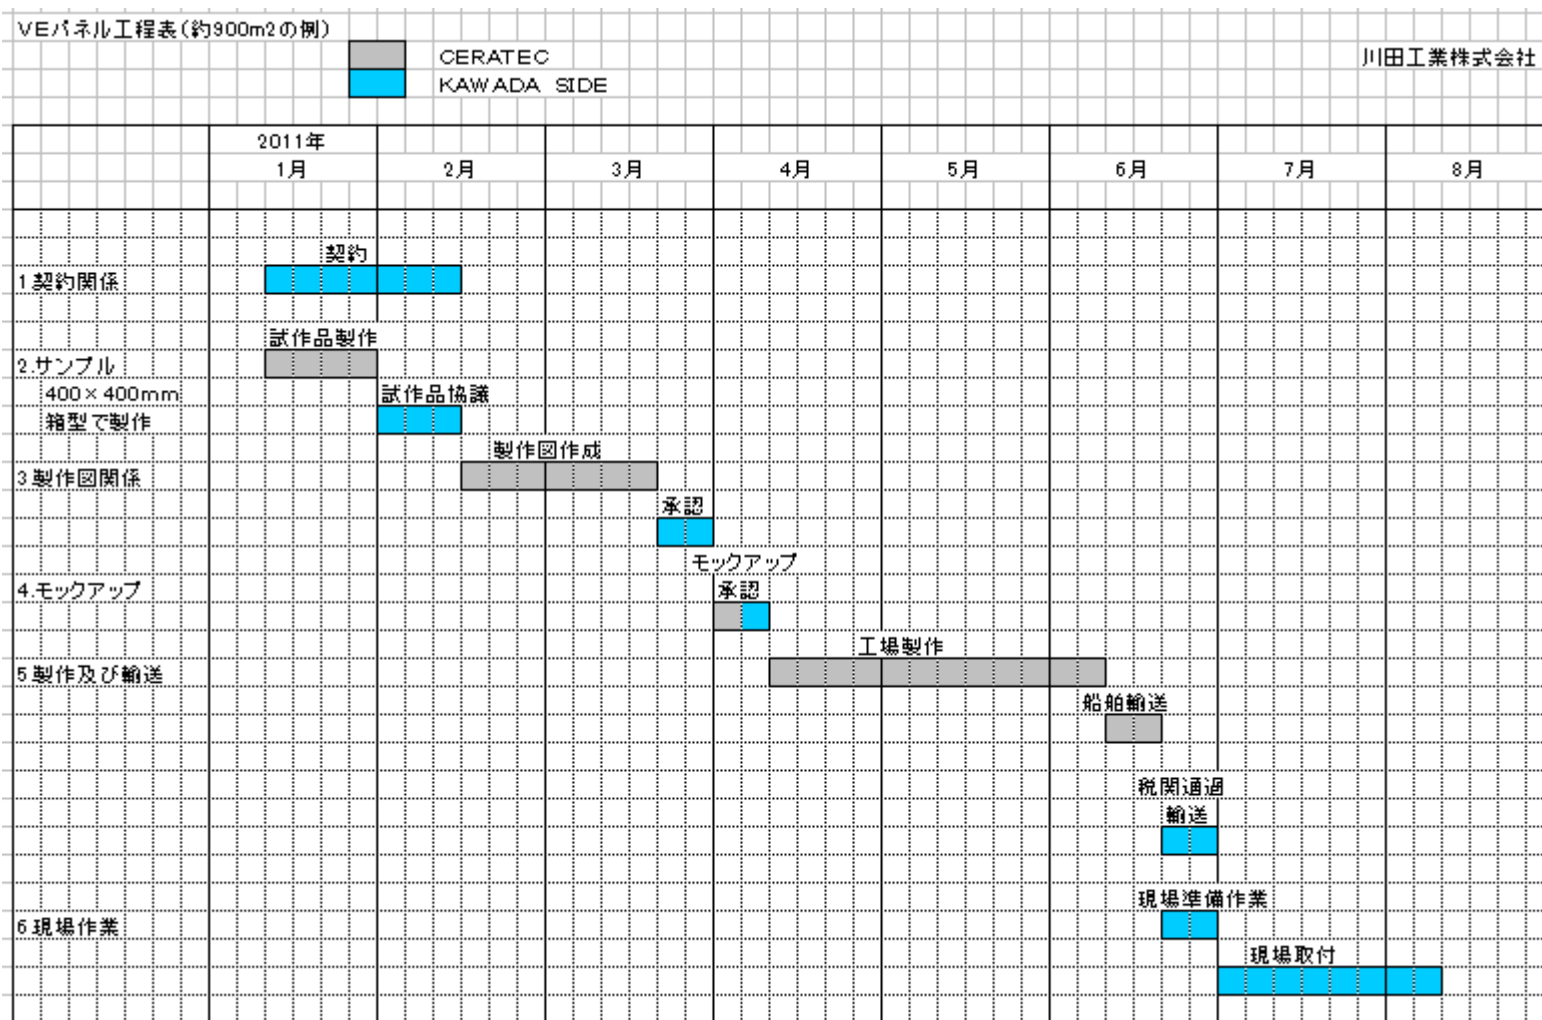 VEパネル工程表(約900m2の例)
CERATEC
川田工業株式会社
KAWADA SIDE
2011年
1月 2月 3月 4月 5月 6月 7月 8月
契約
1.契約関係
試作品製作
2.サンプル
400×400mm
試作品協議
箱型で製作
製作図作成
3.製作図関係
承認
モックアップ
4.モックアップ
承認
工場製作
5.製作及び輸送
船舶輸送
税関通過
輸送
現場準備作業
6.現場作業
現場取付